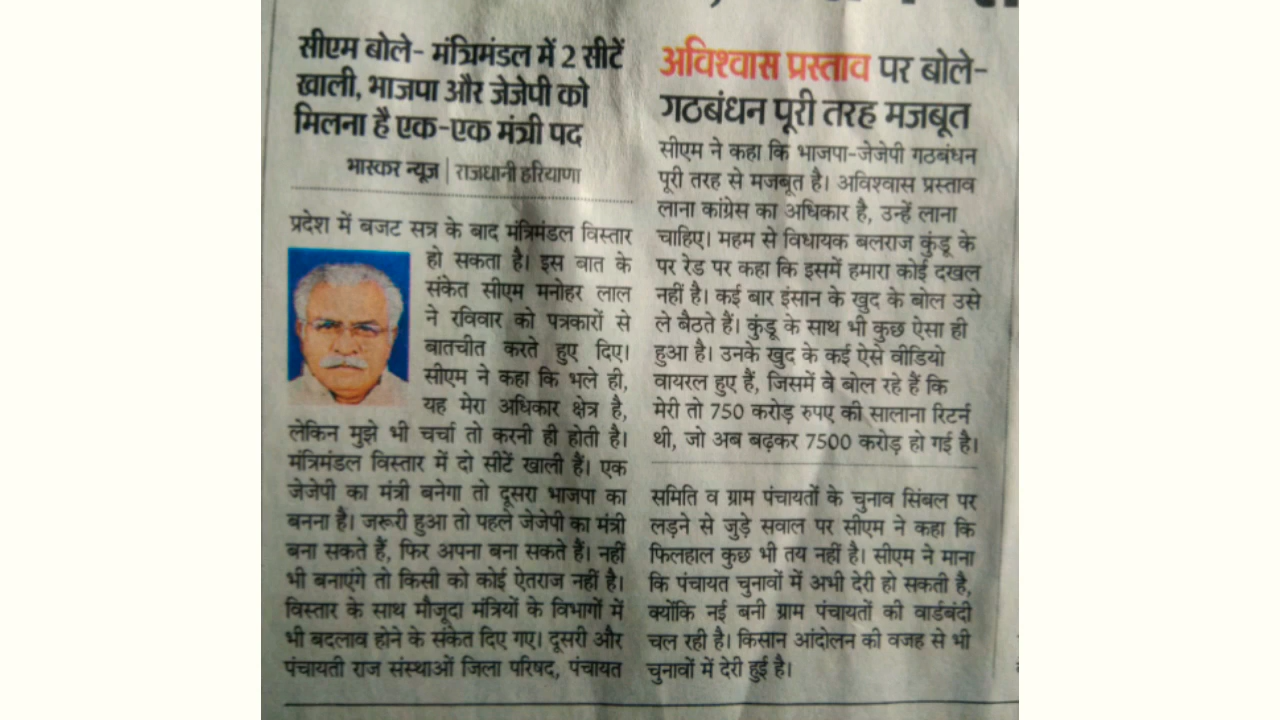 सीएम बोले- मंत्रिमंडल में 2 सीटें
खाली, भाजपा और जेजेपी को
मिलना है एक-एक मंत्री पद
भास्कर न्यूज | राजधानी हरियाणा
प्रदेश में बजट सत्र के बाद मंत्रिमंडल विस्तार
हो सकता है। इस बात के
संकेत सीएम मनोहर लाल
ने रविवार को पत्रकारों से
बातचीत करते हुए दिए।
सीएम ने कहा कि भले ही,
यह मेरा अधिकार क्षेत्र है,
लेकिन मुझे भी चर्चा तो करनी ही होती है।
मंत्रिमंडल विस्तार में दो सीटें खाली हैं। एक
जेजेपी का मंत्री बनेगा तो दूसरा भाजपा का
बनना है। जरूरी हुआ तो पहले जेजेपी का मंत्री
बना सकते हैं, फिर अपना बना सकते हैं। नहीं
भी बनाएंगे तो किसी को कोई ऐतराज नहीं है।
विस्तार के साथ मौजूदा मंत्रियों के विभागों में
भी बदलाव होने के संकेत दिए गए। दूसरी और
पंचायती राज संस्थाओं जिला परिषद, पंचायत
अविश्वास प्रस्ताव पर बोले-
गठबंधन पूरी तरह मजबूत
सीएम ने कहा कि भाजपा-जेजेपी गठबंधन
पूरी तरह से मजबूत है। अविश्वास प्रस्ताव
लाना कांग्रेस का अधिकार है, उन्हें लाना
चाहिए। महम से विधायक बलराज कुंडू के
पर रेड पर कहा कि इसमें हमारा कोई दखल
नहीं है। कई बार इंसान के खुद के बोल उसे
ले बैठते हैं। कुंडू के साथ भी कुछ ऐसा ही
हुआ है। उनके खुद के कई ऐसे वीडियो
वायरल हुए हैं, जिसमें वे बोल रहे हैं कि
मेरी तो 750 करोड़ रुपए की सालाना रिटर्न
थी, जो अब बढ़कर 7500 करोड़ हो गई है।
समिति व ग्राम पंचायतों के चुनाव सिंबल पर
लड़ने से जुड़े सवाल पर सीएम ने कहा कि
फिलहाल कुछ भी तय नहीं है। सीएम ने माना
कि पंचायत चुनावों में अभी देरी हो सकती है,
क्योंकि नई बनी ग्राम पंचायतों की वार्डबंदी
चल रही है। किसान आंदोलन की वजह से भी
चुनावों में देरी हुई है।